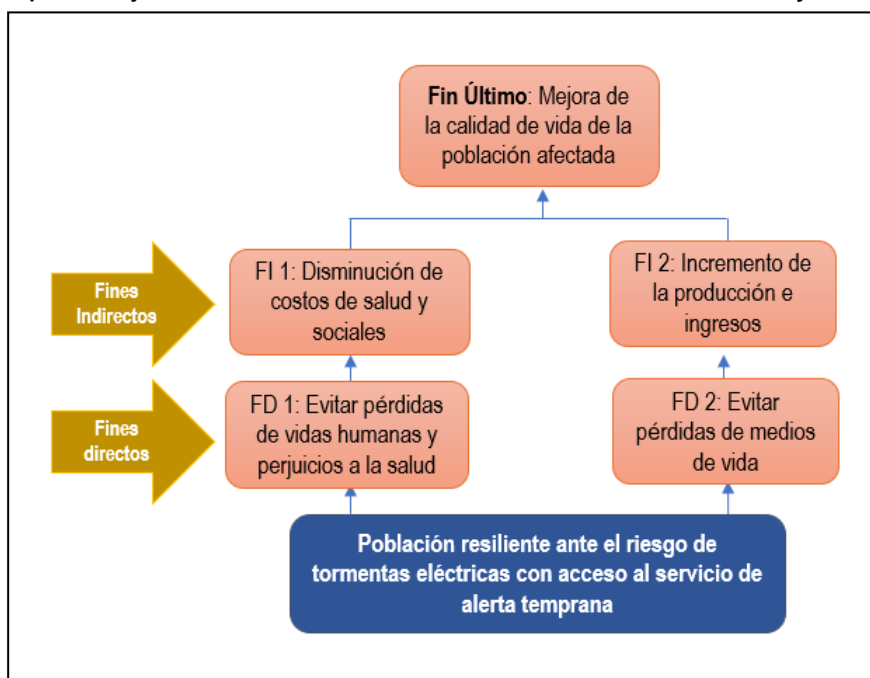 Fin Último: Mejora de
la calidad de vida de la
población afectada
Fines
Indirectos
FI 1: Disminución de
costos de salud y
sociales
FI 2: Incremento de
la producción e
ingresos
Fines
directos
FD 1: Evitar pérdidas
de vidas humanas y
perjuicios a la salud
FD 2: Evitar
pérdidas de medios
de vida
Población resiliente ante el riesgo de
tormentas eléctricas con acceso al servicio de
alerta temprana